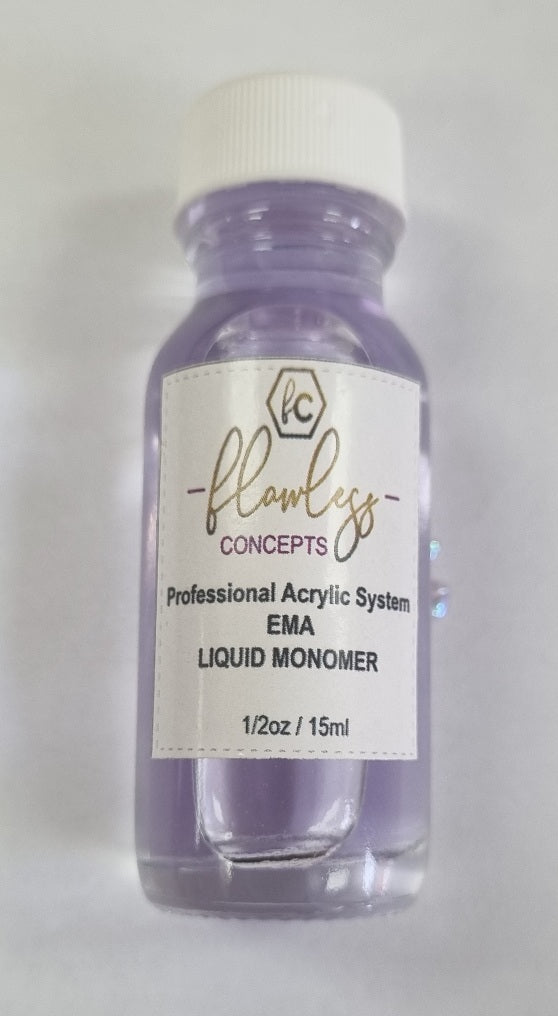 fC
flawless
CONCEPTS
Professional Acrylic System
EMA
LIQUID MONOMER
1/2oz / 15ml